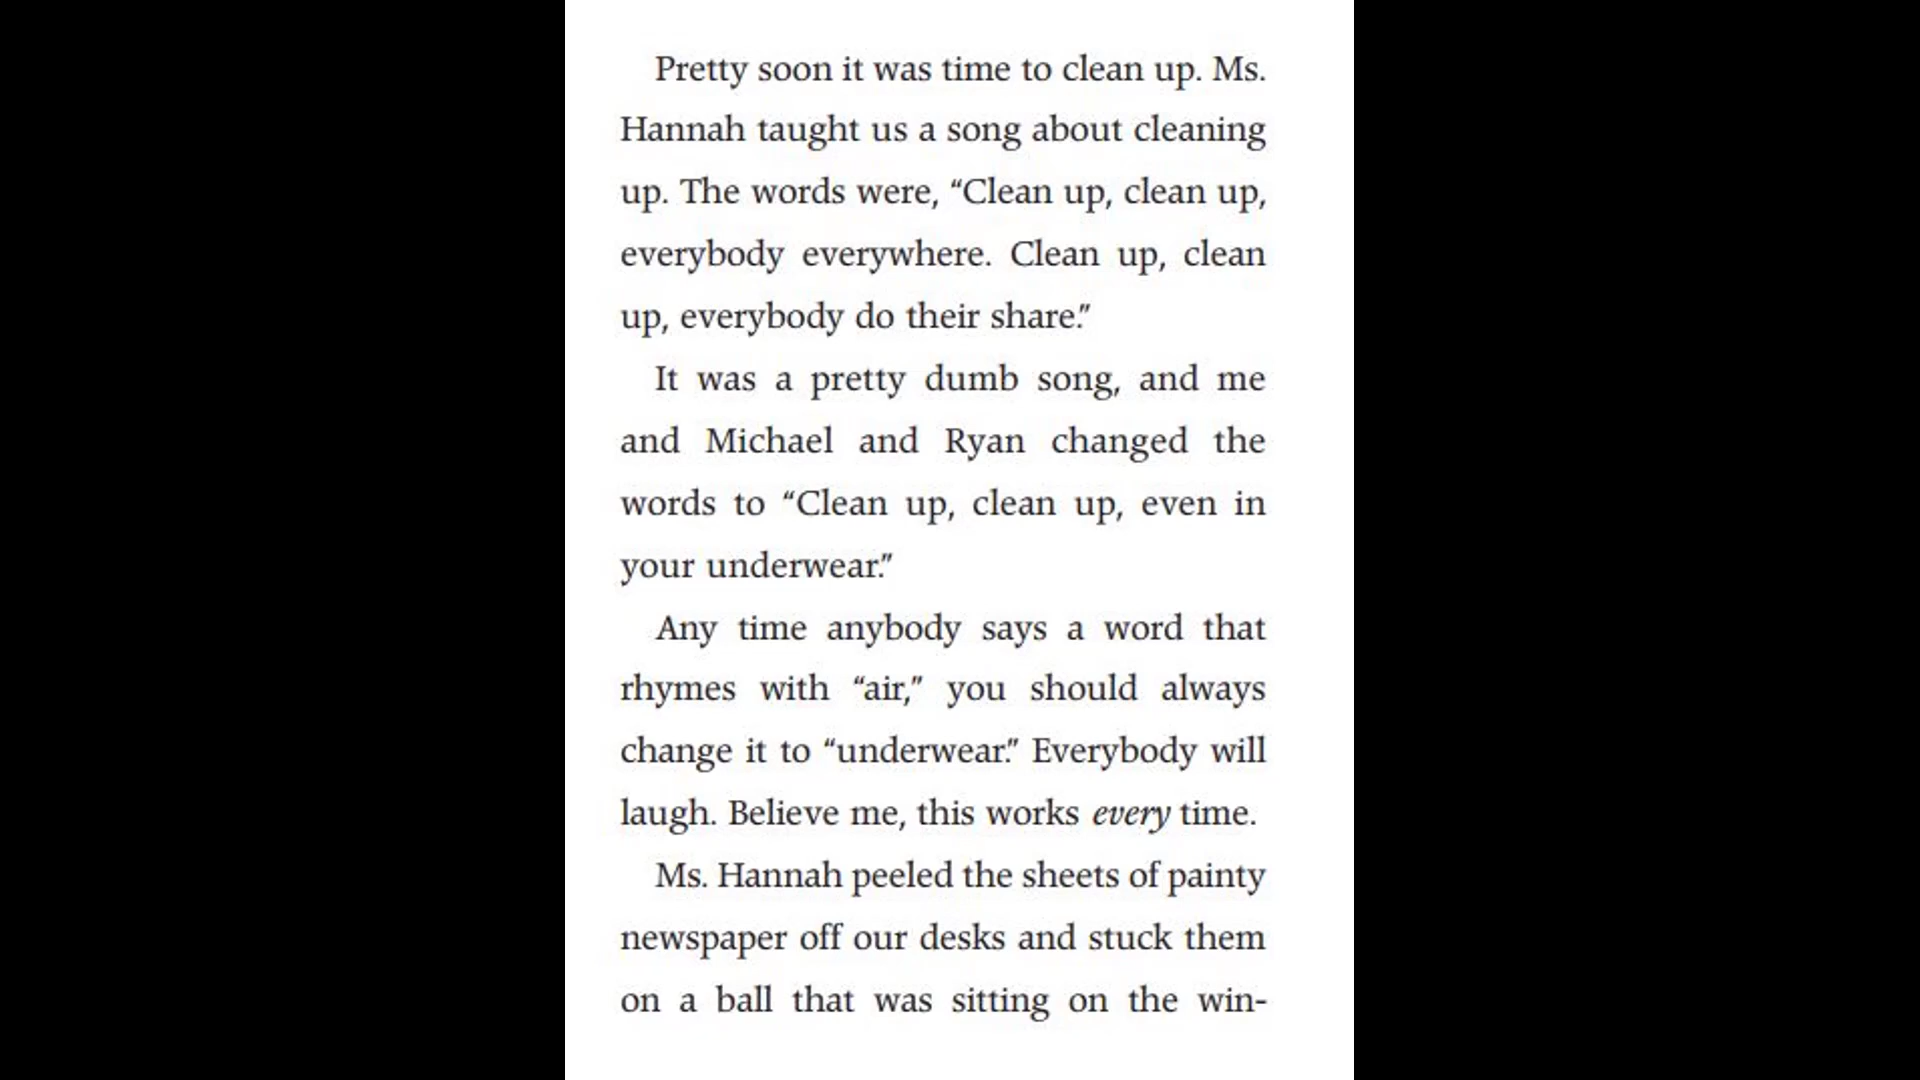 Pretty soon it was time to clean up. Ms.
Hannah taught us a song about cleaning
up. The words were, “Clean up, clean up,
everybody everywhere. Clean up, clean
up, everybody do their share.”
It was a pretty dumb song, and me
and Michael and Ryan changed the
words to “Clean up, clean up, even in
your underwear.”
Any time anybody says a word that
rhymes with “air,” you should always
change it to “underwear.” Everybody will
laugh. Believe me, this works every time.
Ms. Hannah peeled the sheets of painty
newspaper off our desks and stuck them
on a ball that was sitting on the win-